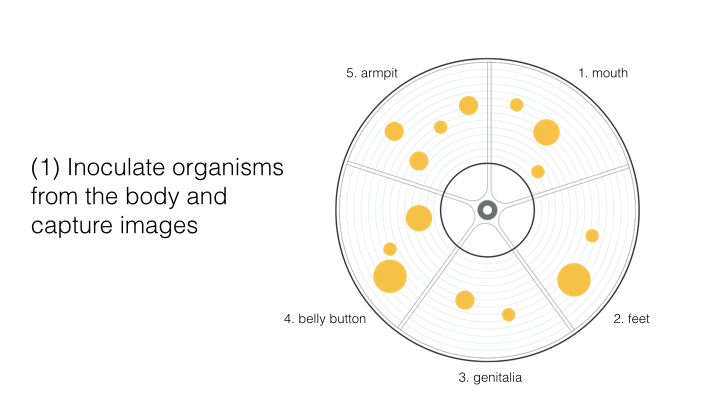 (1) Inoculate organisms
from the body and
capture images
5. armpit
1. mouth
4. belly button
2. feet
3. genitalia